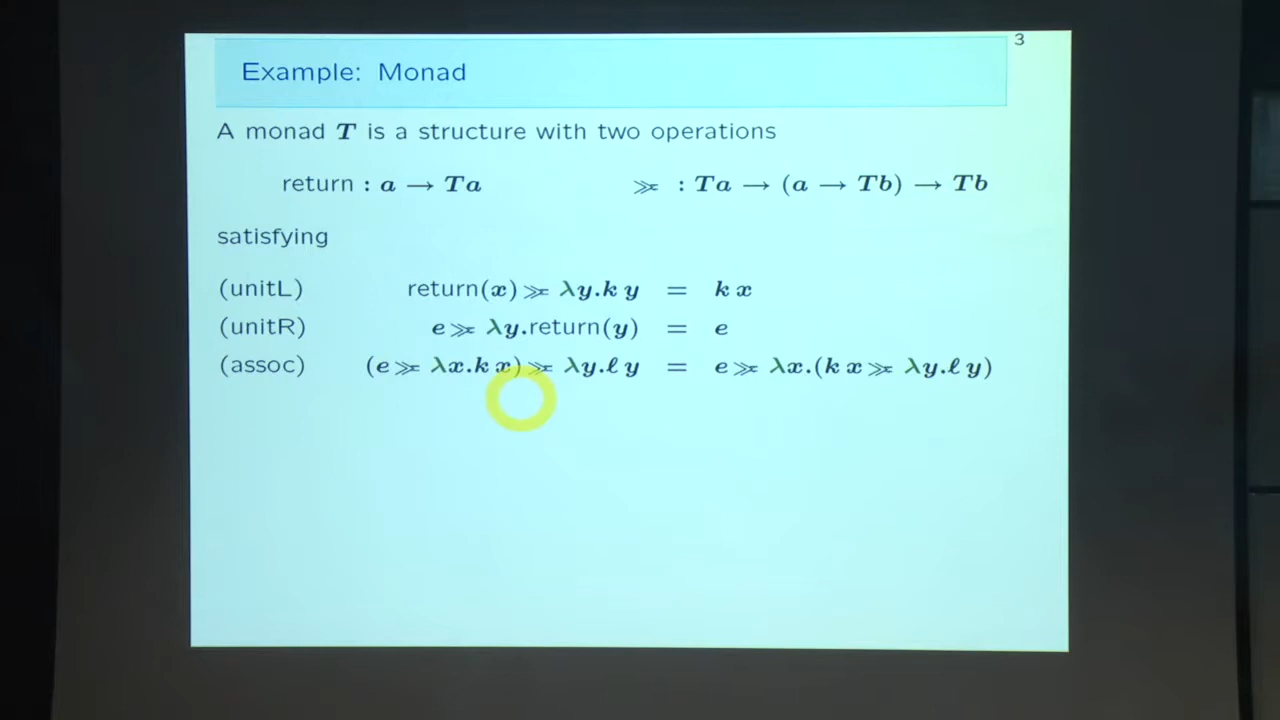 3
Example: Monad
A monad T is a structure with two operations
return : a → Ta ≫= : Ta → (a → Tb) → Tb
satisfying
(unitL) return(x) ≫= λy.k y = k x
(unitR) e ≫= λy.return(y) = e
(assoc) (e ≫= λx.k x) ≫= λy.ℓ y = e ≫= λx.(k x ≫= λy.ℓ y)